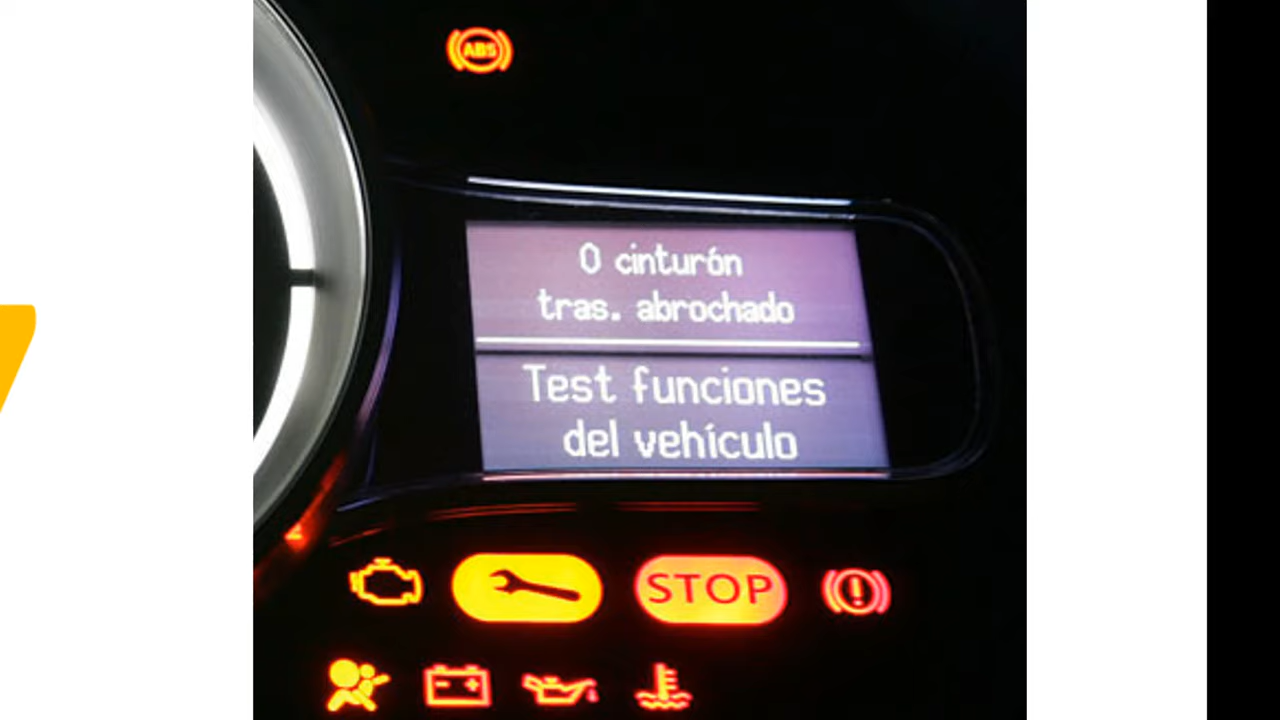 ABS
0 cinturón
tras. abrochado
Test funciones
del vehículo
STOP